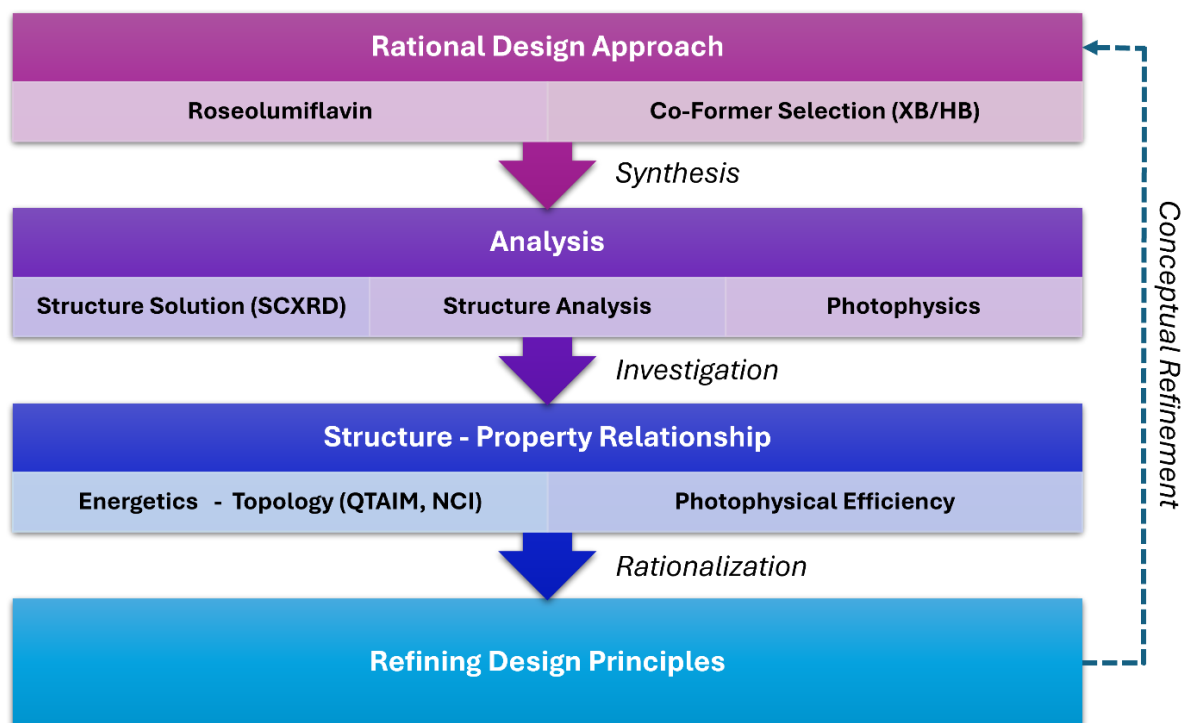 Rational Design Approach
Roseolumiflavin
Co-Former Selection (XB/HB)
Synthesis
Analysis
Structure Solution (SCXRD)
Structure Analysis
Photophysics
Investigation
Structure - Property Relationship
Energetics - Topology (QTAIM, NCI)
Photophysical Efficiency
Rationalization
Refining Design Principles
Conceptual Refinement